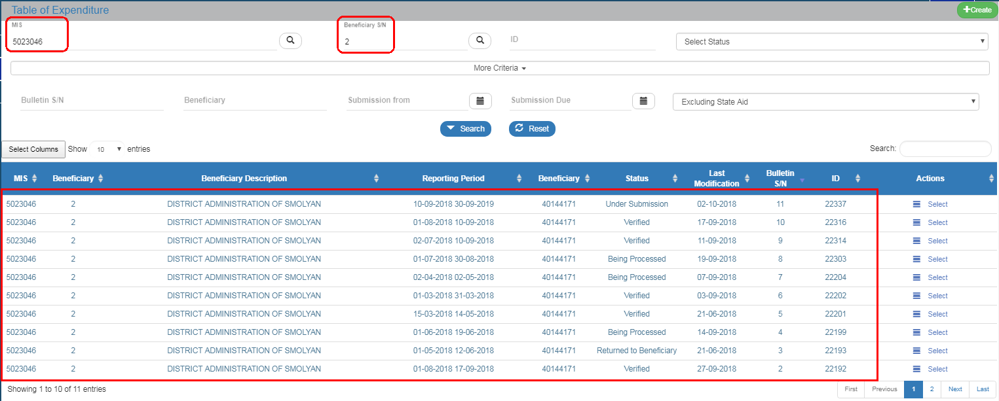 Table of Expenditure
Create
MIS
Beneficiary S/N
5023046
2
ID
Select Status
More Criteria
Bulletin S/N
Beneficiary
Submission from
Submission Due
Excluding State Aid
Search
Reset
Select Columns Show 10 entries
Search:
MIS Beneficiary Beneficiary Description Reporting Period Beneficiary Status Last Modification Bulletin S/N ID Actions
5023046 2 DISTRICT ADMINISTRATION OF SMOLYAN 10-09-2018 30-09-2019 40144171 Under Submission 02-10-2018 11 22337 Select
5023046 2 DISTRICT ADMINISTRATION OF SMOLYAN 01-08-2018 10-09-2018 40144171 Verified 17-09-2018 10 22316 Select
5023046 2 DISTRICT ADMINISTRATION OF SMOLYAN 02-07-2018 10-09-2018 40144171 Verified 11-09-2018 9 22314 Select
5023046 2 DISTRICT ADMINISTRATION OF SMOLYAN 01-07-2018 30-08-2018 40144171 Being Processed 19-09-2018 8 22303 Select
5023046 2 DISTRICT ADMINISTRATION OF SMOLYAN 02-04-2018 02-05-2018 40144171 Being Processed 07-09-2018 7 22204 Select
5023046 2 DISTRICT ADMINISTRATION OF SMOLYAN 01-03-2018 31-03-2018 40144171 Verified 03-09-2018 6 22202 Select
5023046 2 DISTRICT ADMINISTRATION OF SMOLYAN 15-03-2018 14-05-2018 40144171 Verified 21-06-2018 5 22201 Select
5023046 2 DISTRICT ADMINISTRATION OF SMOLYAN 01-06-2018 19-06-2018 40144171 Being Processed 14-09-2018 4 22199 Select
5023046 2 DISTRICT ADMINISTRATION OF SMOLYAN 01-05-2018 12-06-2018 40144171 Returned to Beneficiary 21-06-2018 3 22193 Select
5023046 2 DISTRICT ADMINISTRATION OF SMOLYAN 01-08-2018 17-09-2018 40144171 Verified 27-09-2018 2 22192 Select
Showing 1 to 10 of 11 entries
First Previous 1 2 Next Last